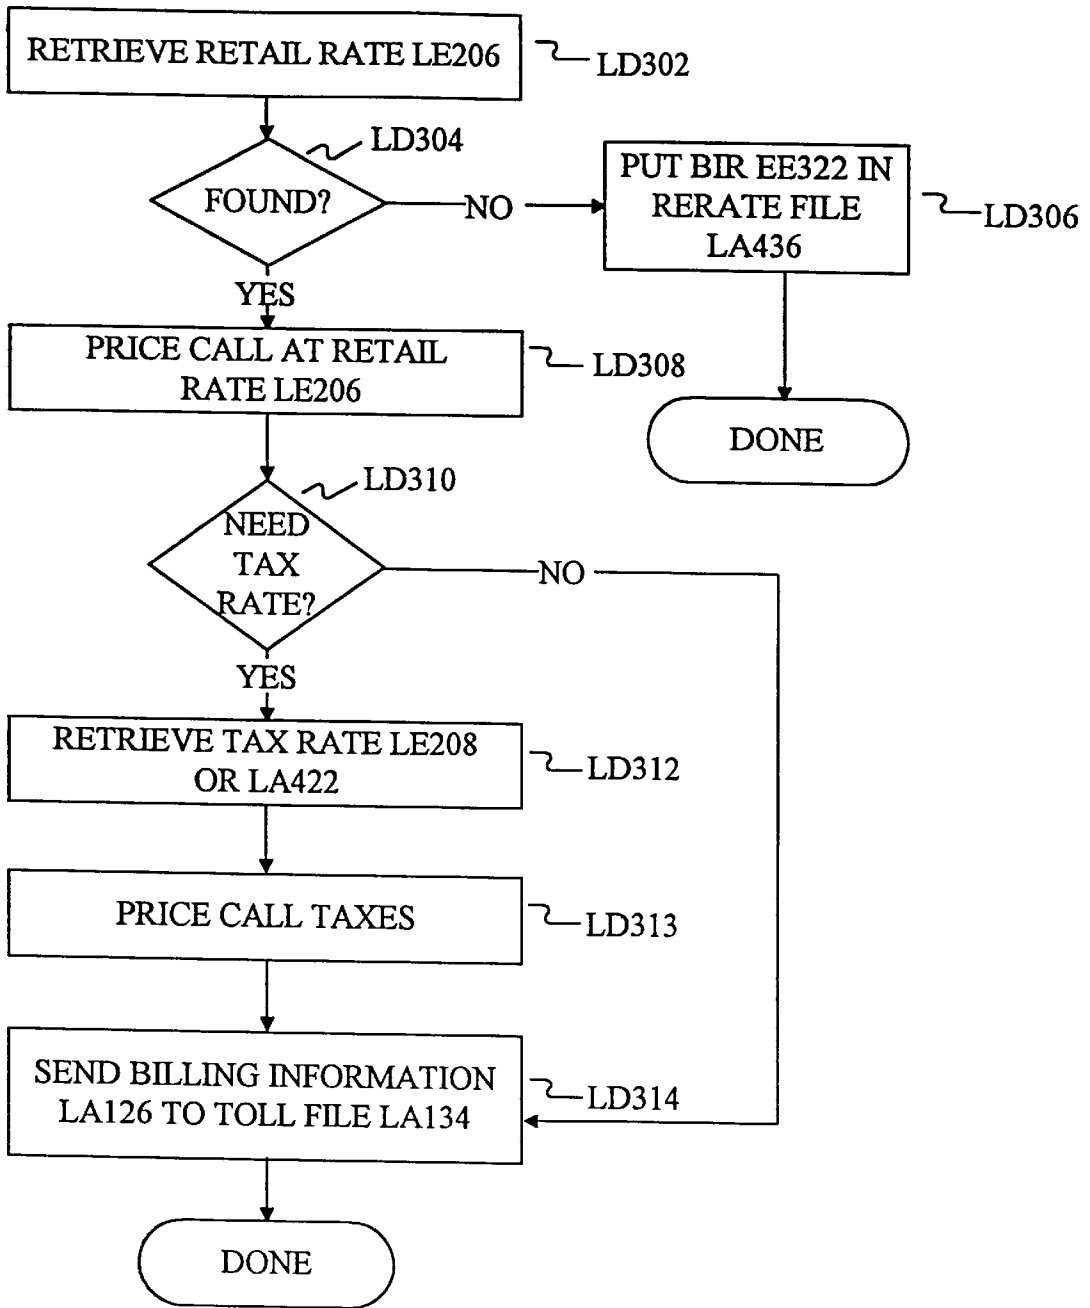 RETRIEVE RETAIL RATE LE206
LD302
LD304
FOUND?
NO
PUT BIR EE322 IN
RERATE FILE
LA436
LD306
YES
PRICE CALL AT RETAIL
RATE LE206
LD308
DONE
LD310
NEED
TAX
RATE?
NO
YES
RETRIEVE TAX RATE LE208
OR LA422
LD312
PRICE CALL TAXES
LD313
SEND BILLING INFORMATION
LA126 TO TOLL FILE LA134
LD314
DONE